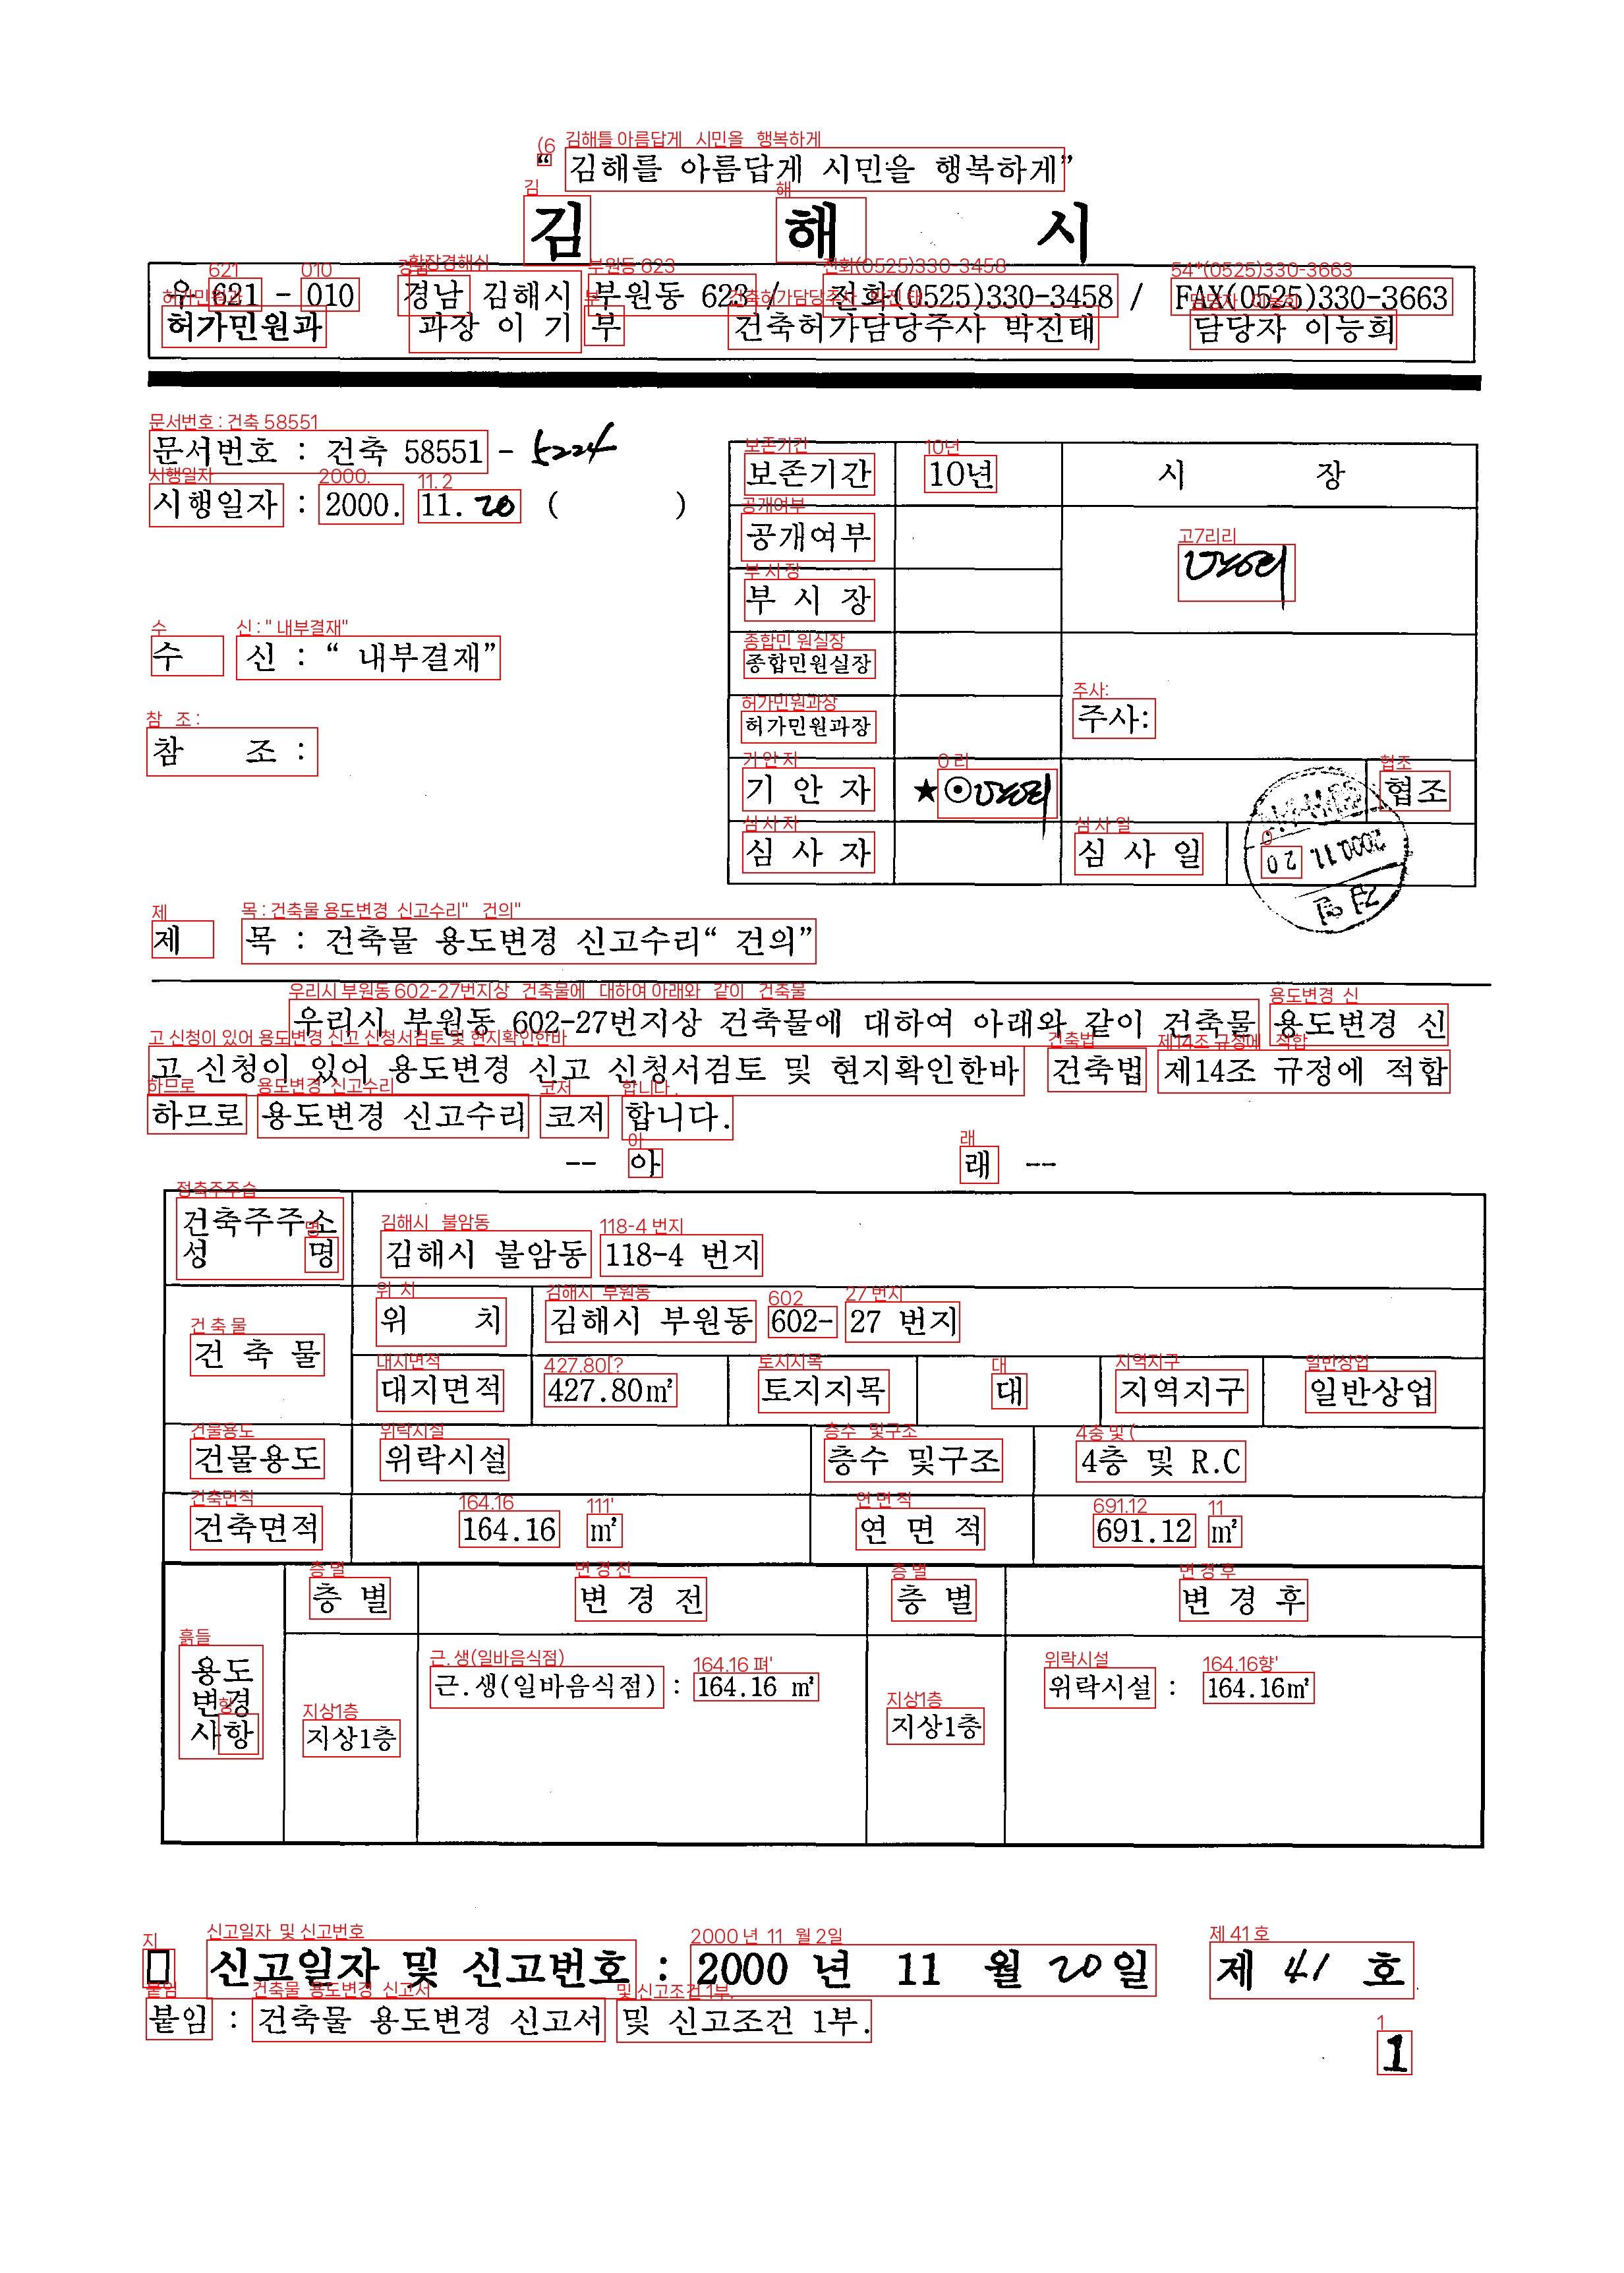 “ 김해를 아름답게 시민을 행복하게”
김 해 시
우 621 - 010 경남 김해시 부원동 623 / 전화(0525)330-3458 / FAX(0525)330-3663
허가민원과 과장 이 기 부 건축허가담당주사 박진태 담당자 이능희
문서번호 : 건축 58551 - 5224
시행일자 : 2000. 11. 20 ( )
수 신 : “ 내부결재”
참 조 :
보존기간 10년 시 장
공개여부
부 시 장
종합민원실장
허가민원과장 주사:
기 안 자 ★⊙ 협조
심 사 자 심 사 일
2000.11. 20
제 목 : 건축물 용도변경 신고수리“ 건의”
우리시 부원동 602-27번지상 건축물에 대하여 아래와 같이 건축물 용도변경 신
고 신청이 있어 용도변경 신고 신청서검토 및 현지확인한바 건축법 제14조 규정에 적합
하므로 용도변경 신고수리 코저 합니다.
-- 아 래 --
건축주주소
성 명 김해시 불암동 118-4 번지
건 축 물 위 치 김해시 부원동 602- 27 번지
대지면적 427.80㎡ 토지지목 대 지역지구 일반상업
건물용도 위락시설 층수 및구조 4층 및 R.C
건축면적 164.16 ㎡ 연 면 적 691.12 ㎡
용도
변경
사항
층 별 변 경 전 층 별 변 경 후
지상1층 근.생(일바음식점) : 164.16 ㎡ 지상1층 위락시설 : 164.16㎡
□ 신고일자 및 신고번호 : 2000 년 11 월 20 일 제 41 호
붙임 : 건축물 용도변경 신고서 및 신고조건 1부.
1